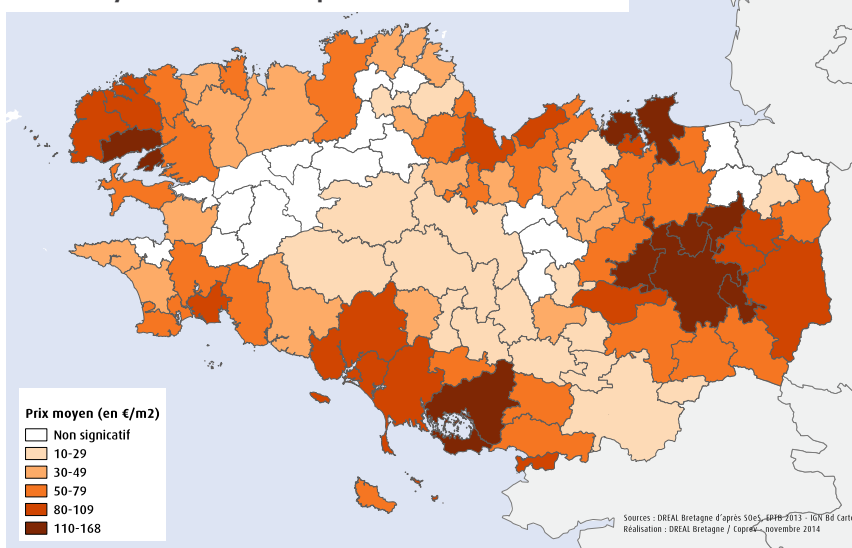 Prix moyen (en €/m2)
Non signicatif
10-29
30-49
50-79
80-109
110-168
Sources : DREAL Bretagne d'après SOeS, EPTB 2013 - IGN Bd Carto
Réalisation : DREAL Bretagne / Coprev - novembre 2014